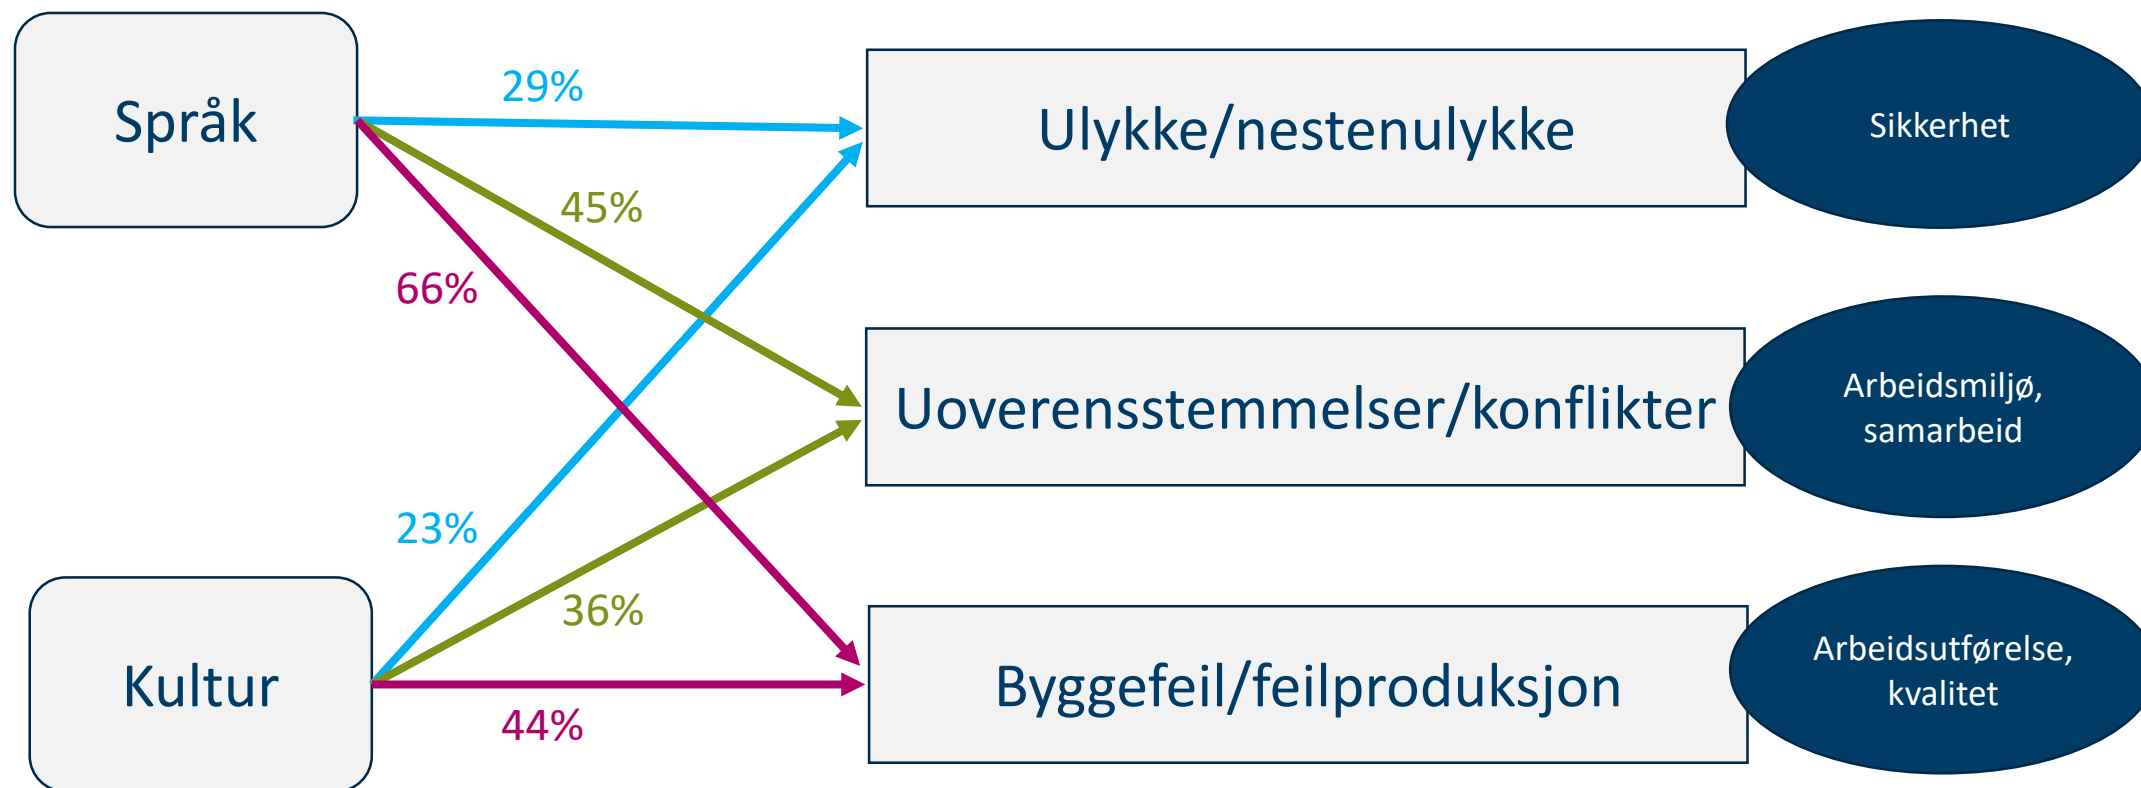 Språk
29%
Ulykke/nestenulykke
Sikkerhet
45%
66%
Uoverensstemmelser/konflikter
Arbeidsmiljø,
samarbeid
23%
36%
Kultur
44%
Byggefeil/feilproduksjon
Arbeidsutførelse,
kvalitet